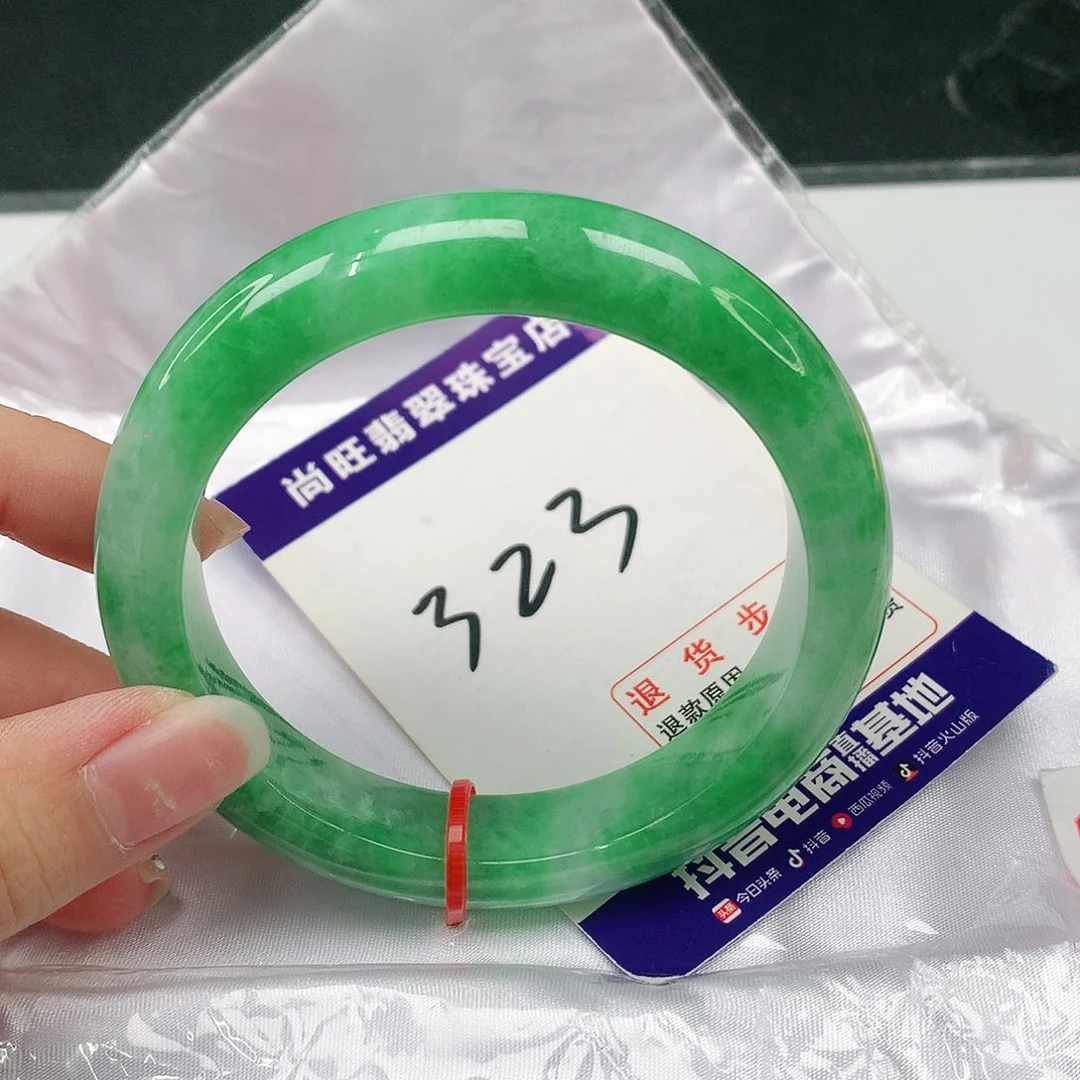 尚旺翡翠珠宝店
323
退 货 步
退款原因
抖音电商直播基地
今日头条 抖音 西瓜视频 抖音火山版